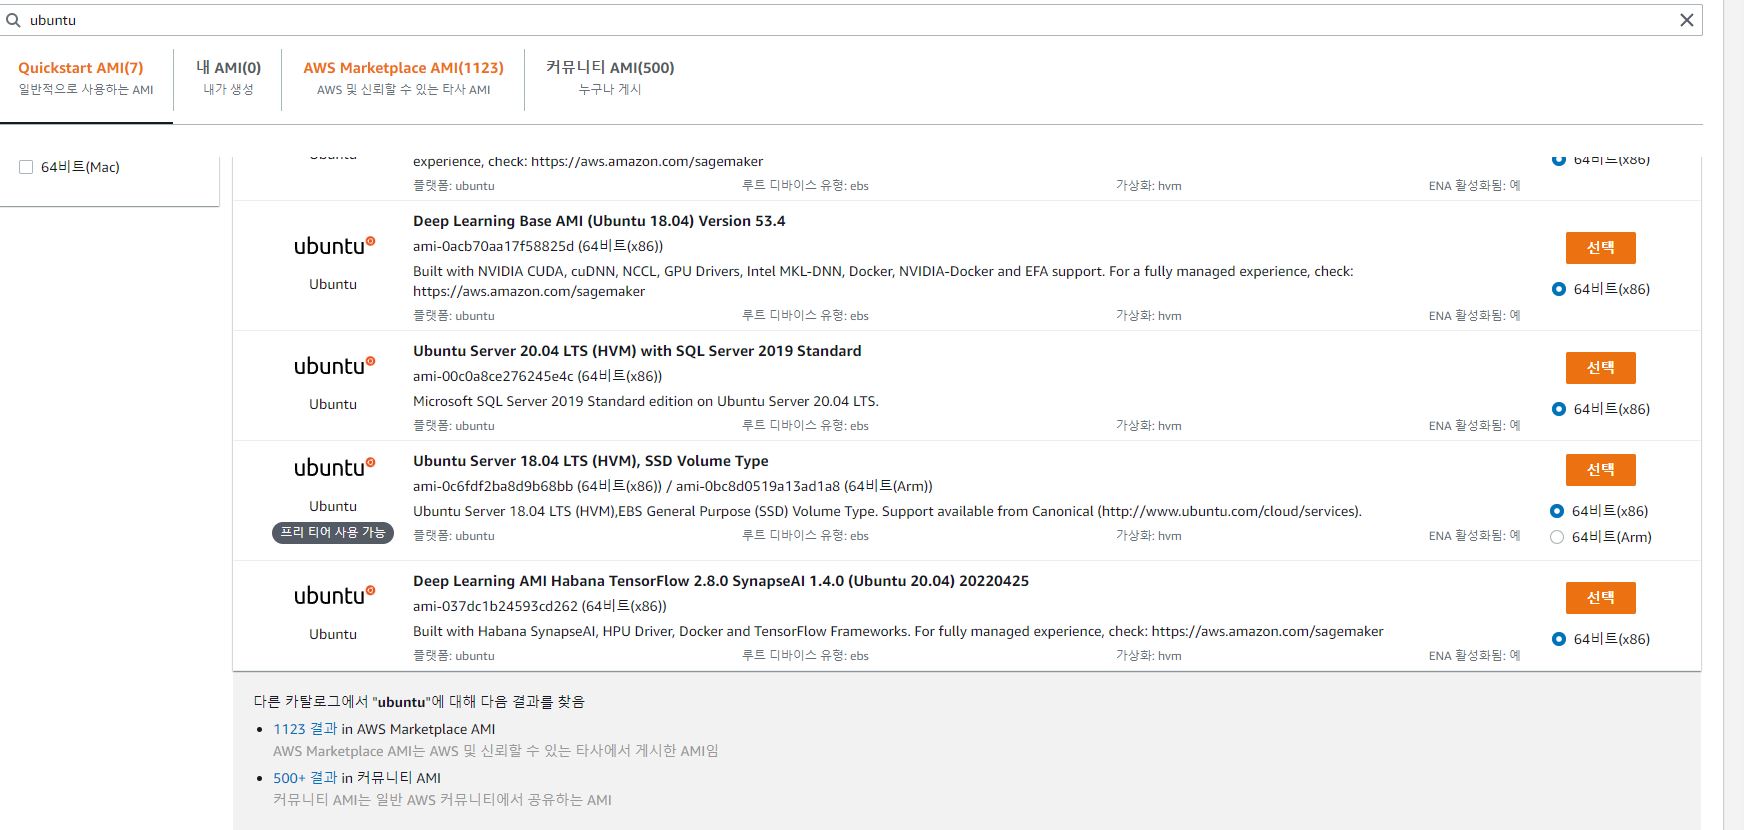 ubuntu
Quickstart AMI(7)
일반적으로 사용하는 AMI
내 AMI(0)
내가 생성
AWS Marketplace AMI(1123)
AWS 및 신뢰할 수 있는 타사 AMI
커뮤니티 AMI(500)
누구나 게시
64비트(Mac)
Ubuntu
experience, check: https://aws.amazon.com/sagemaker
64비트(x86)
플랫폼: ubuntu
루트 디바이스 유형: ebs
가상화: hvm
ENA 활성화됨: 예
ubuntu
Ubuntu
Deep Learning Base AMI (Ubuntu 18.04) Version 53.4
ami-0acb70aa17f58825d (64비트(x86))
Built with NVIDIA CUDA, cuDNN, NCCL, GPU Drivers, Intel MKL-DNN, Docker, NVIDIA-Docker and EFA support. For a fully managed experience, check:
https://aws.amazon.com/sagemaker
플랫폼: ubuntu
루트 디바이스 유형: ebs
가상화: hvm
ENA 활성화됨: 예
선택
64비트(x86)
ubuntu
Ubuntu
Ubuntu Server 20.04 LTS (HVM) with SQL Server 2019 Standard
ami-00c0a8ce276245e4c (64비트(x86))
Microsoft SQL Server 2019 Standard edition on Ubuntu Server 20.04 LTS.
플랫폼: ubuntu
루트 디바이스 유형: ebs
가상화: hvm
ENA 활성화됨: 예
선택
64비트(x86)
ubuntu
Ubuntu
프리 티어 사용 가능
Ubuntu Server 18.04 LTS (HVM), SSD Volume Type
ami-0c6fdf2ba8d9b68bb (64비트(x86)) / ami-0bc8d0519a13ad1a8 (64비트(Arm))
Ubuntu Server 18.04 LTS (HVM),EBS General Purpose (SSD) Volume Type. Support available from Canonical (http://www.ubuntu.com/cloud/services).
플랫폼: ubuntu
루트 디바이스 유형: ebs
가상화: hvm
ENA 활성화됨: 예
선택
64비트(x86)
64비트(Arm)
ubuntu
Ubuntu
Deep Learning AMI Habana TensorFlow 2.8.0 SynapseAI 1.4.0 (Ubuntu 20.04) 20220425
ami-037dc1b24593cd262 (64비트(x86))
Built with Habana SynapseAI, HPU Driver, Docker and TensorFlow Frameworks. For fully managed experience, check: https://aws.amazon.com/sagemaker
플랫폼: ubuntu
루트 디바이스 유형: ebs
가상화: hvm
ENA 활성화됨: 예
선택
64비트(x86)
다른 카탈로그에서 "ubuntu"에 대해 다음 결과를 찾음
1123 결과 in AWS Marketplace AMI
AWS Marketplace AMI는 AWS 및 신뢰할 수 있는 타사에서 게시한 AMI임
500+ 결과 in 커뮤니티 AMI
커뮤니티 AMI는 일반 AWS 커뮤니티에서 공유하는 AMI